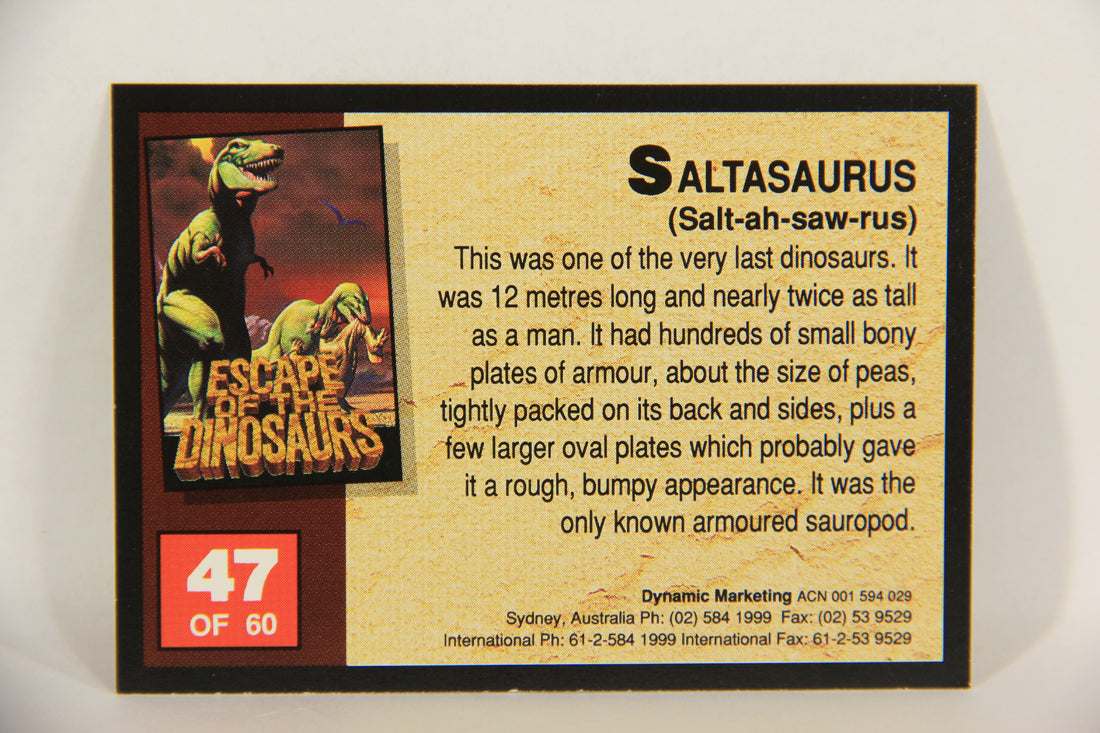 ESCAPE
OF THE
DINOSAURS
47
OF 60
SALTASAURUS
(Salt-ah-saw-rus)
This was one of the very last dinosaurs. It
was 12 metres long and nearly twice as tall
as a man. It had hundreds of small bony
plates of armour, about the size of peas,
tightly packed on its back and sides, plus a
few larger oval plates which probably gave
it a rough, bumpy appearance. It was the
only known armoured sauropod.
Dynamic Marketing ACN 001 594 029
Sydney, Australia Ph: (02) 584 1999 Fax: (02) 53 9529
International Ph: 61-2-584 1999 International Fax: 61-2-53 9529